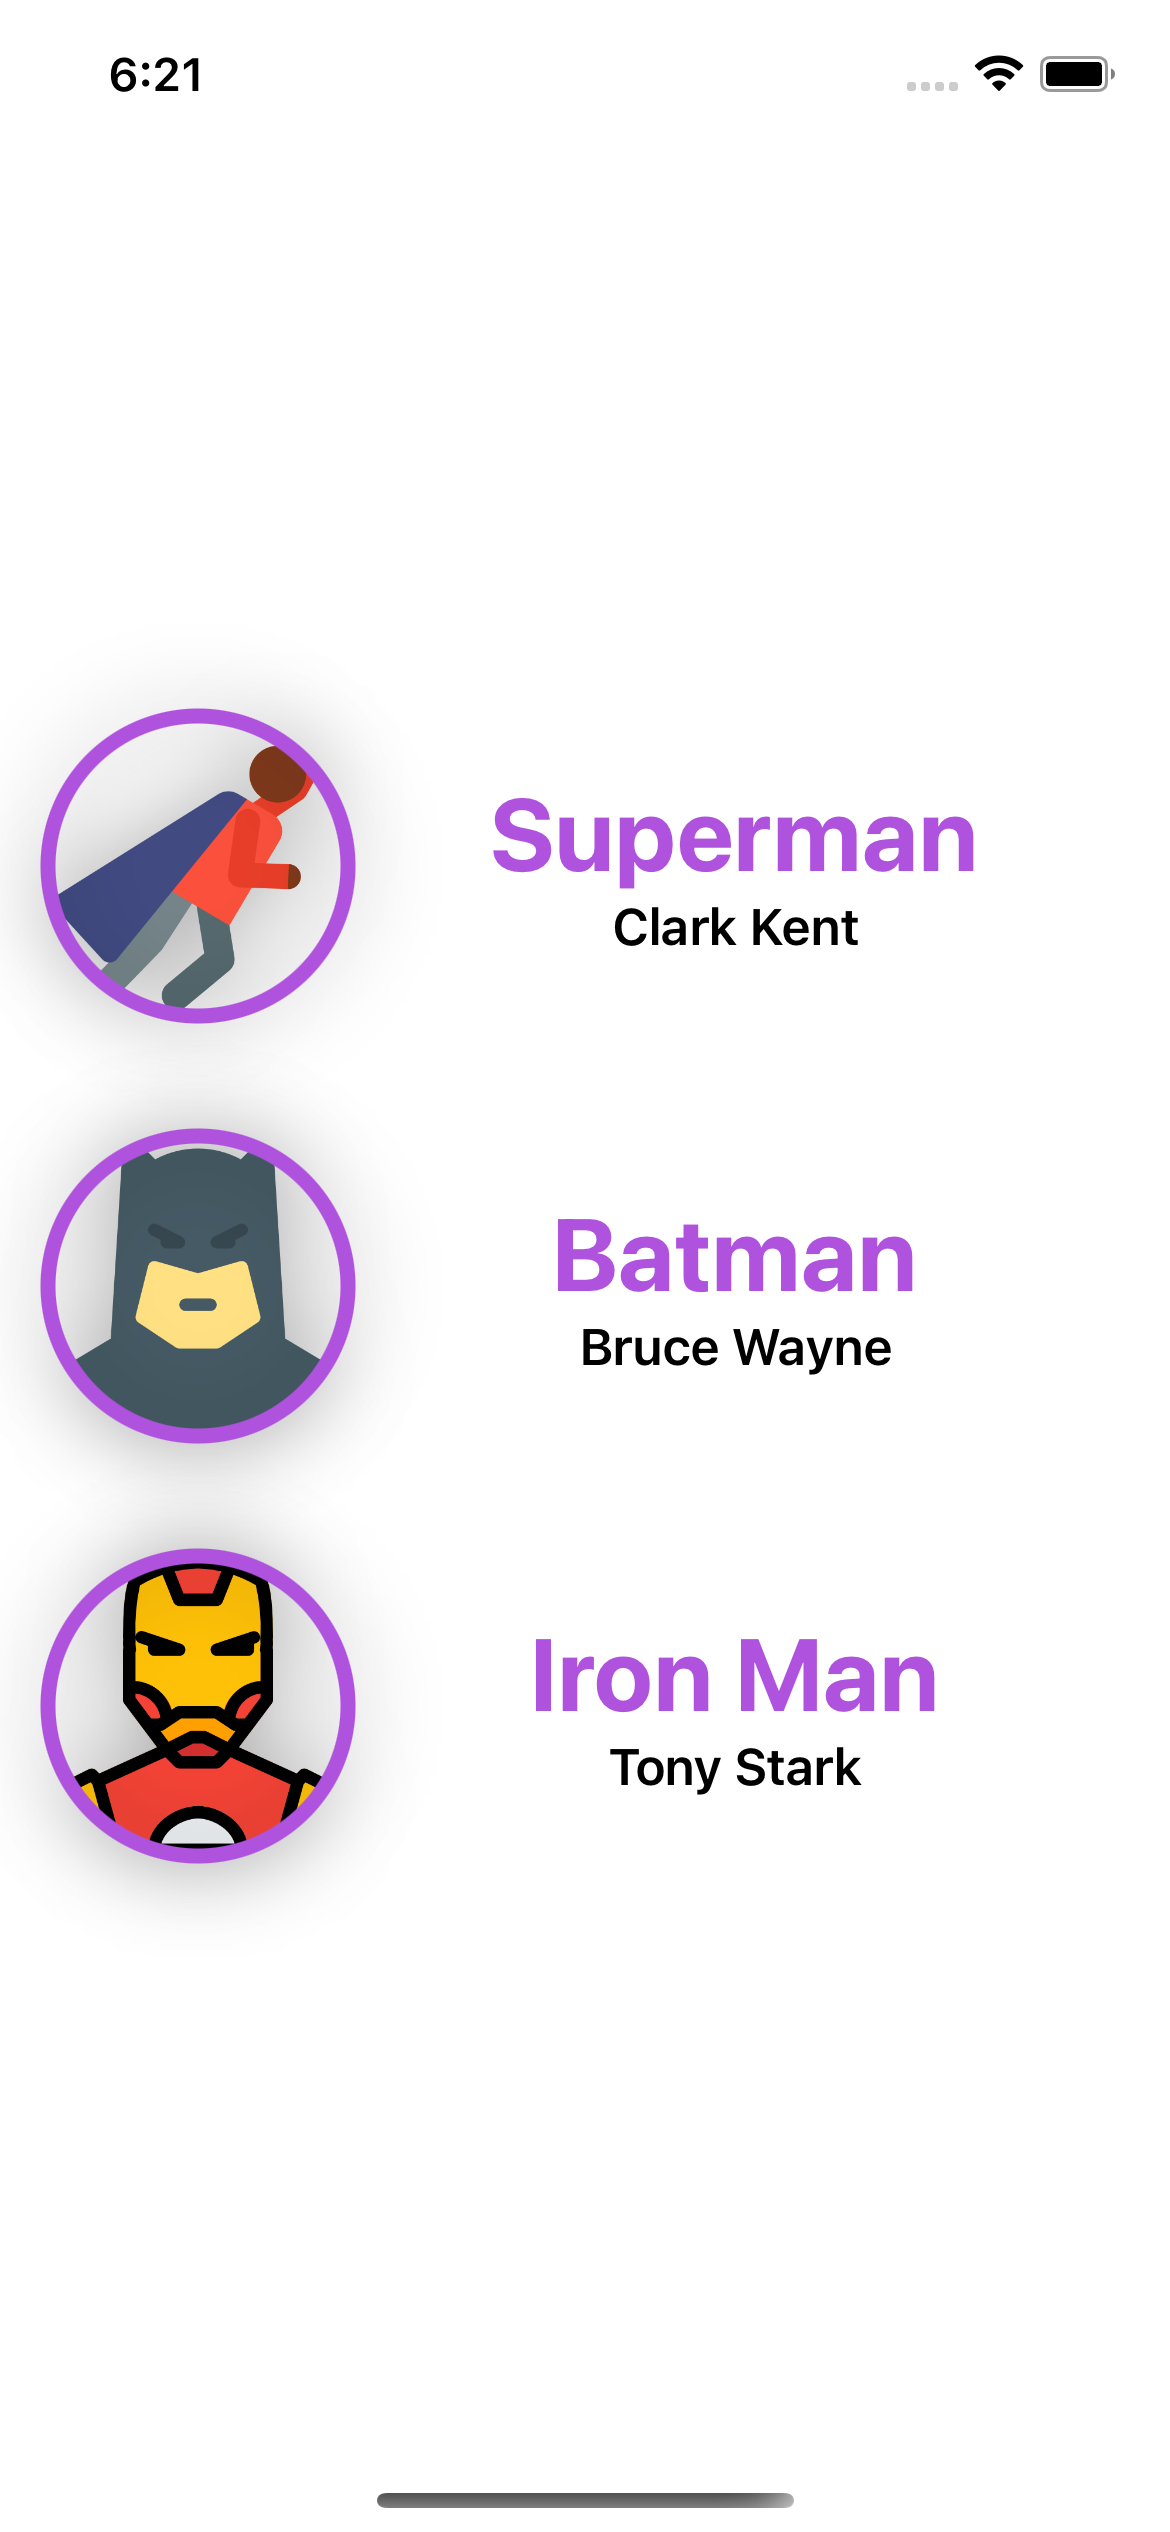 6:21
Superman
Clark Kent
Batman
Bruce Wayne
Iron Man
Tony Stark